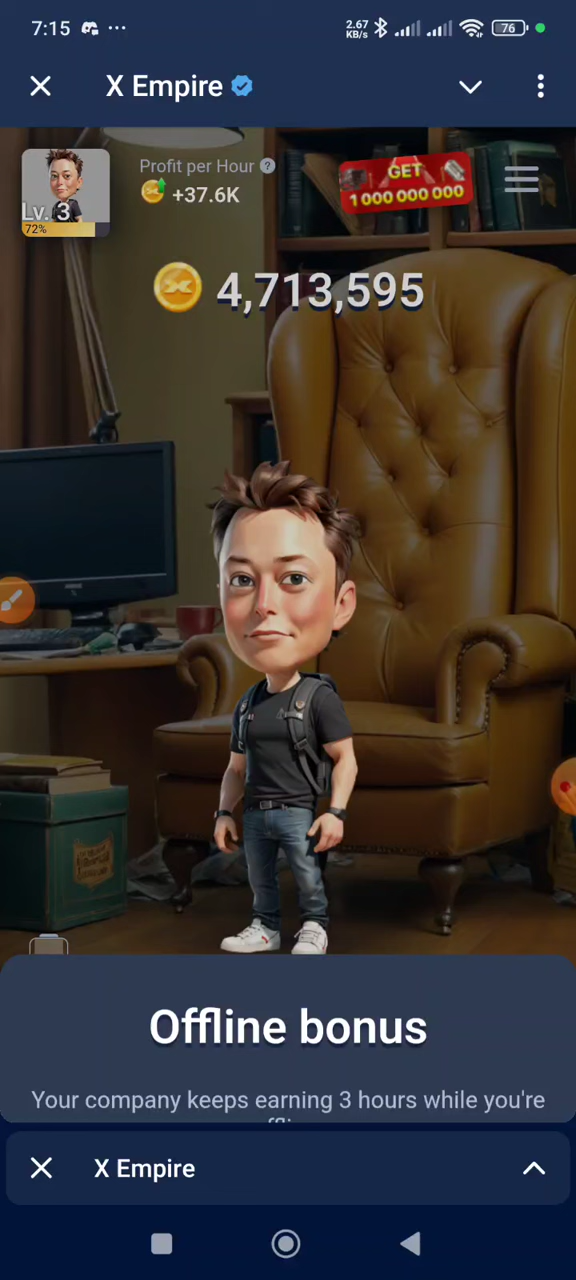 7:15 ...
2.67
KB/s
76
X Empire
Profit per Hour ?
+37.6K
GET
1 000 000 000
Lv. 3
72%
4,713,595
Offline bonus
Your company keeps earning 3 hours while you're
X Empire